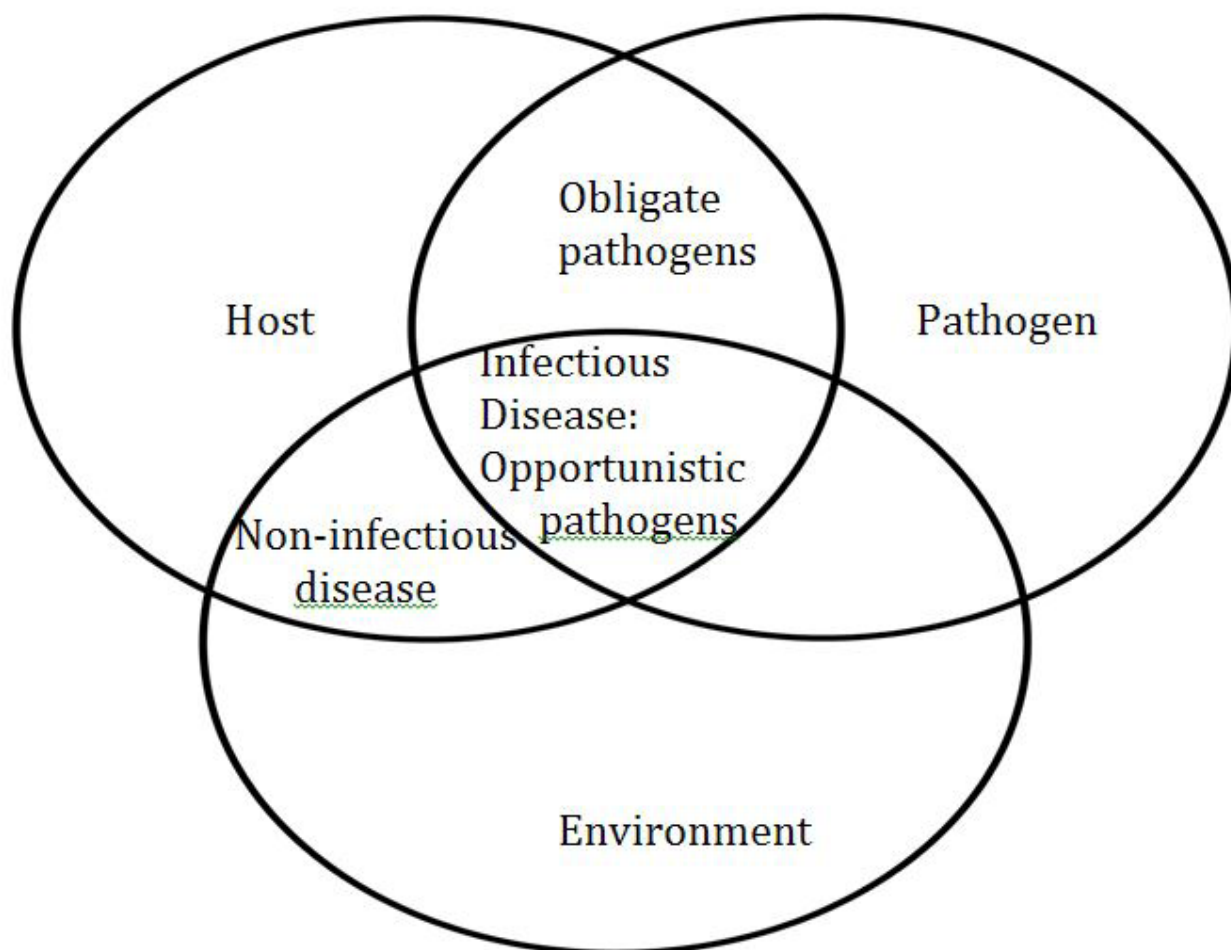 Obligate
pathogens
Host
Pathogen
Infectious
Disease:
Opportunistic
pathogens
Non-infectious
disease
Environment